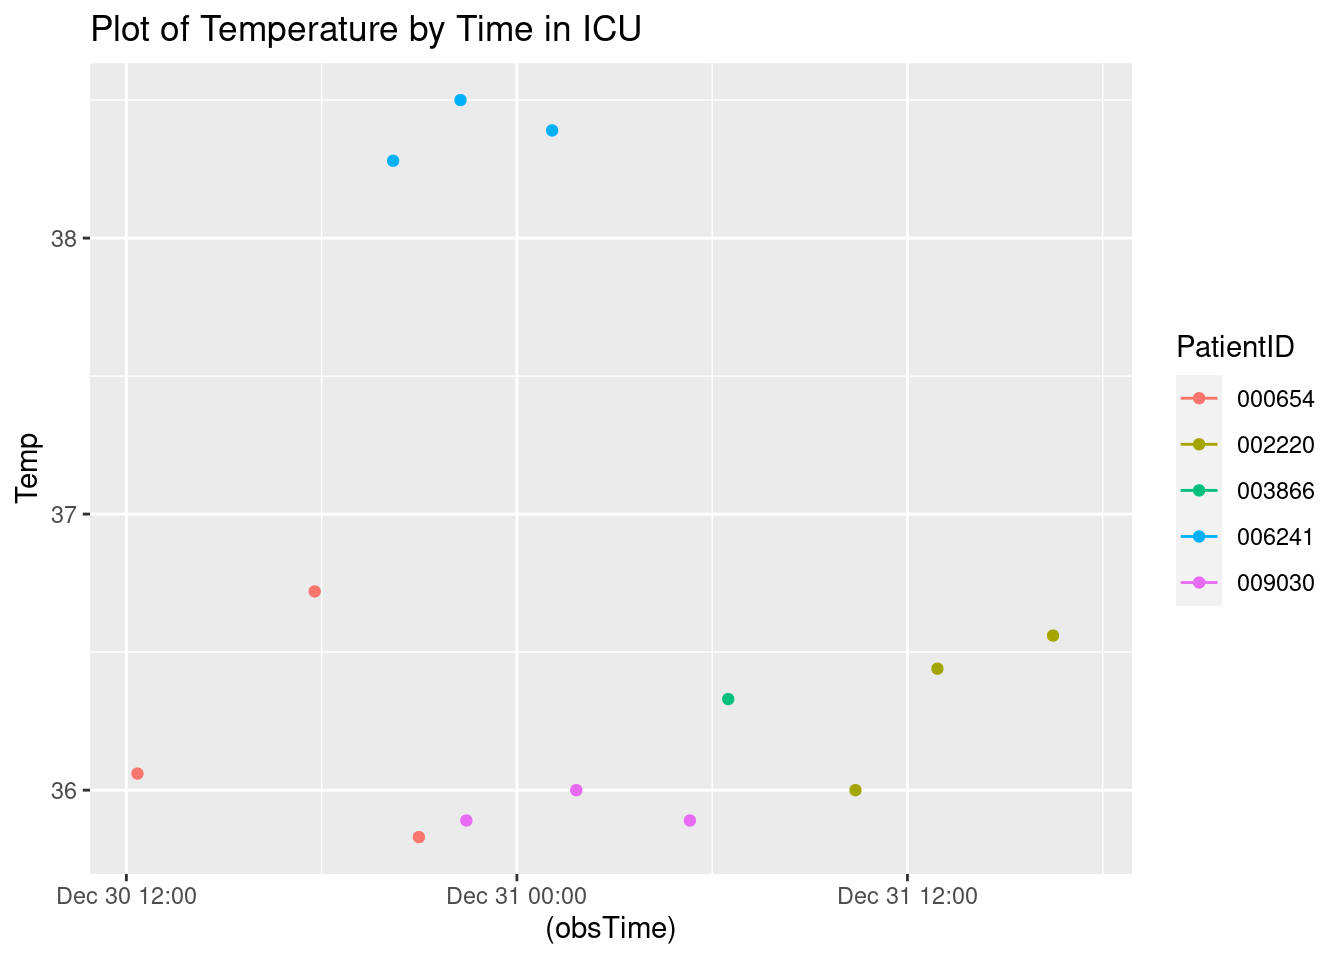 Plot of Temperature by Time in ICU
38
37
36
Temp
Dec 30 12:00
Dec 31 00:00
Dec 31 12:00
(obsTime)
PatientID
000654
002220
003866
006241
009030